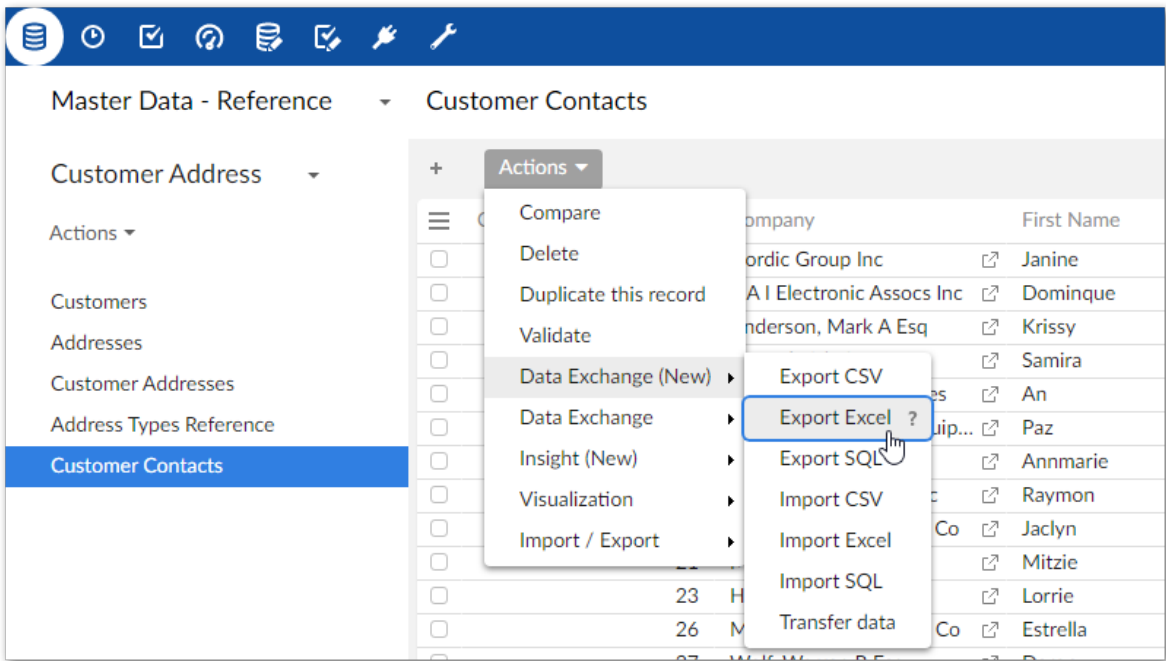 Master Data - Reference
Customer Contacts
Customer Address
+ Actions
Actions
Customers
Addresses
Customer Addresses
Address Types Reference
Customer Contacts
Compare
Delete
Duplicate this record
Validate
Data Exchange (New)
Data Exchange
Insight (New)
Visualization
Import / Export
Export CSV
Export Excel ?
Export SQL
Import CSV
Import Excel
Import SQL
Transfer data
ompany First Name
ordic Group Inc Janine
A I Electronic Assocs Inc Dominque
nderson, Mark A Esq Krissy
Samira
es An
uip... Paz
Annmarie
Raymon
Co Jaclyn
Mitzie
23 H Lorrie
26 M Co Estrella